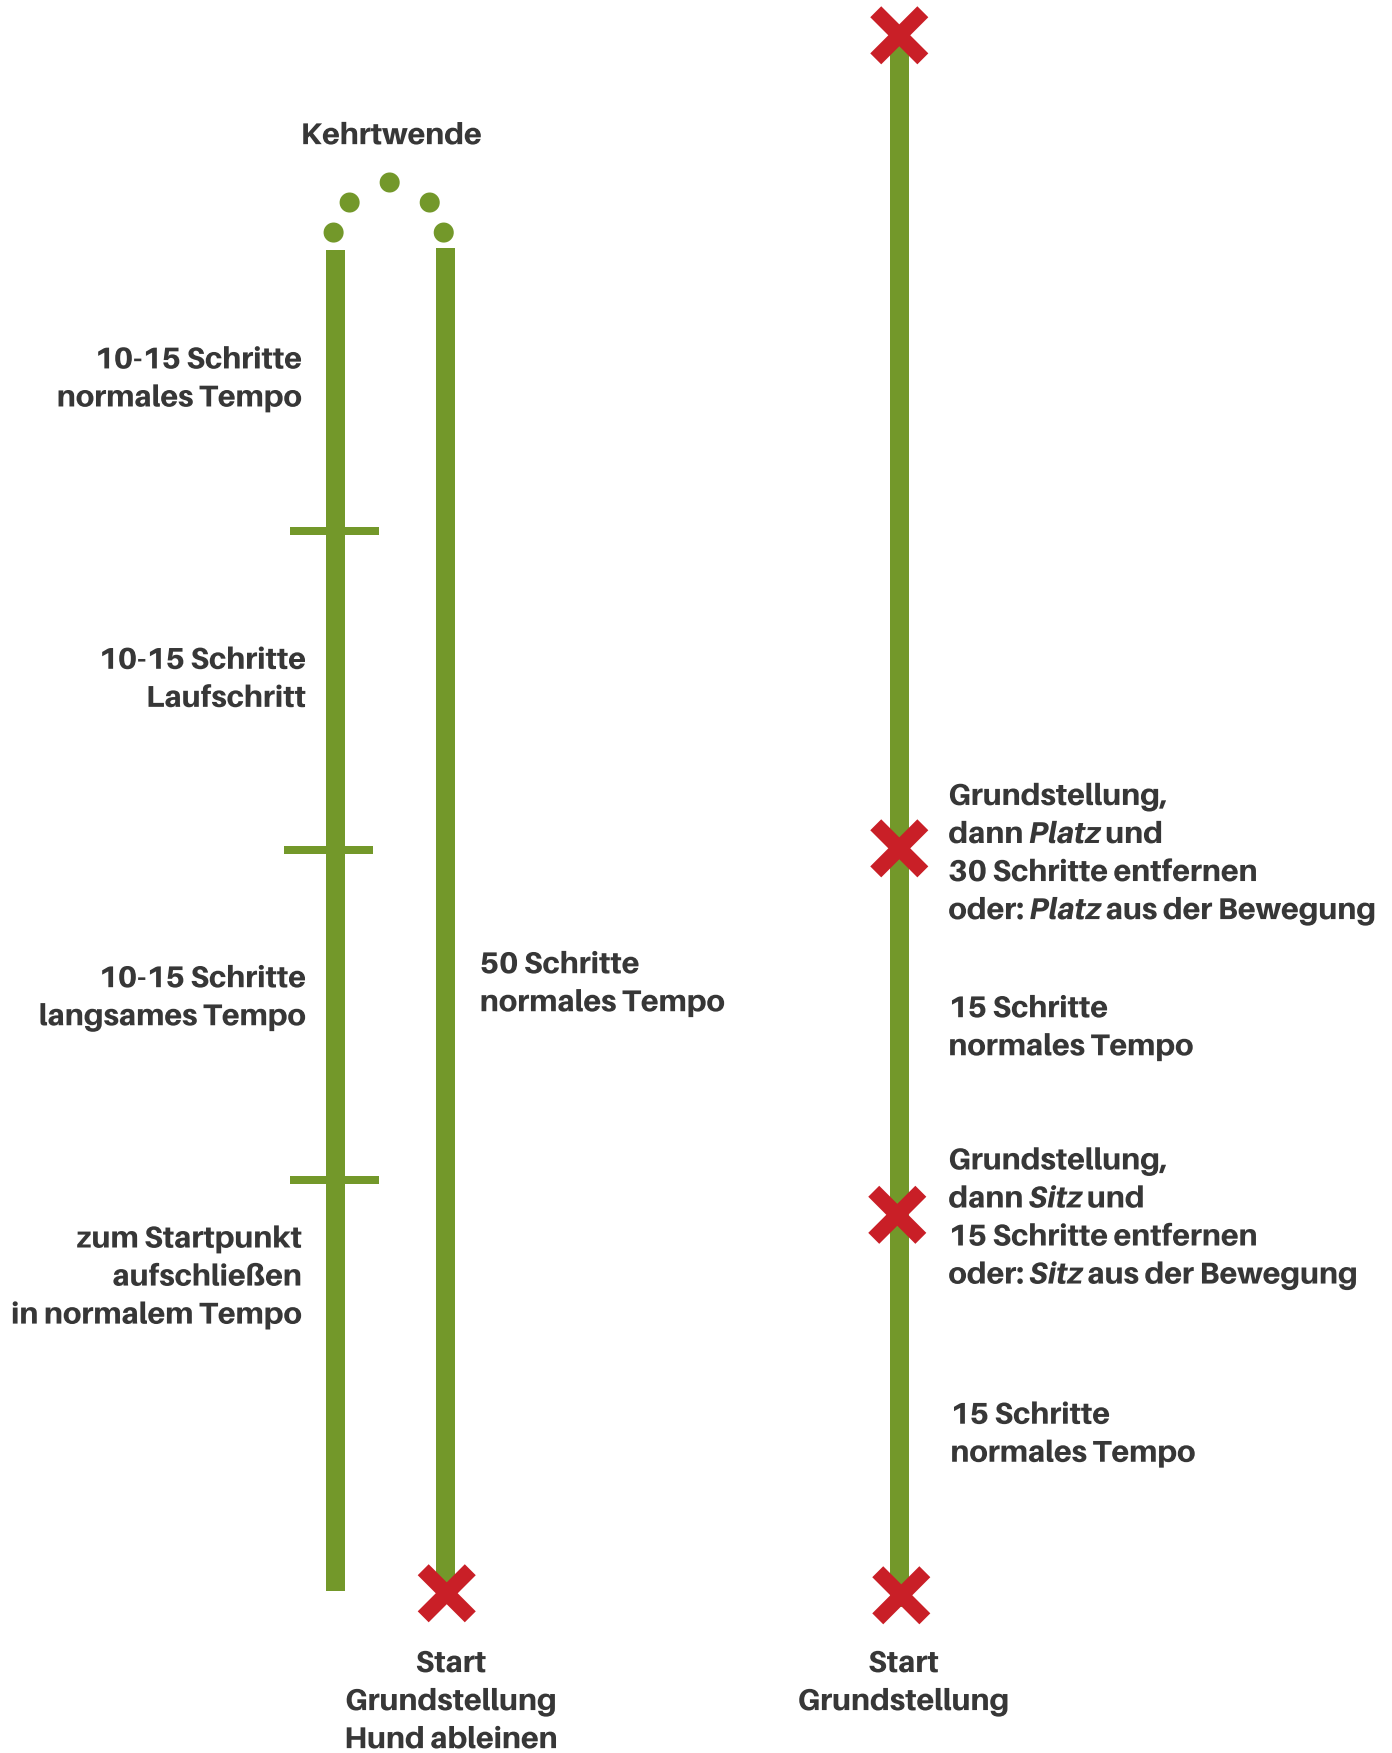 Kehrtwende
10-15 Schritte
normales Tempo
10-15 Schritte
Laufschritt
10-15 Schritte
langsames Tempo
zum Startpunkt
aufschließen
in normalem Tempo
50 Schritte
normales Tempo
Start
Grundstellung
Hund ableinen
Grundstellung,
dann Platz und
30 Schritte entfernen
oder: Platz aus der Bewegung
15 Schritte
normales Tempo
Grundstellung,
dann Sitz und
15 Schritte entfernen
oder: Sitz aus der Bewegung
15 Schritte
normales Tempo
Start
Grundstellung